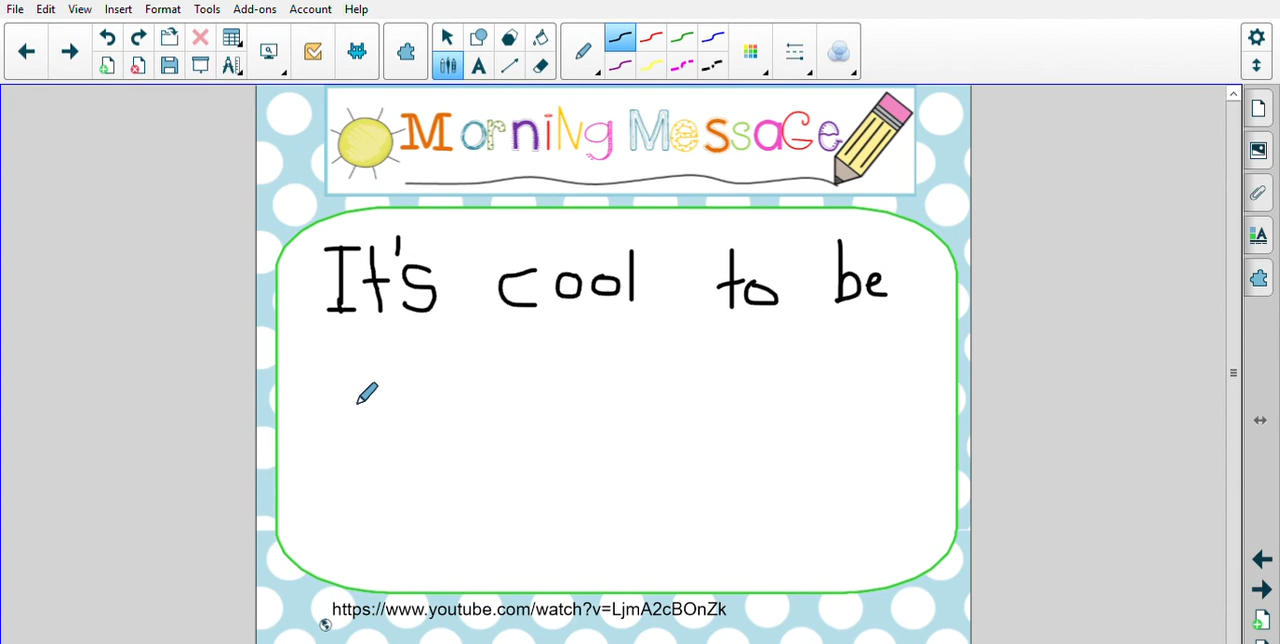 File Edit View Insert Format Tools Add-ons Account Help
Morning Message
It's cool to be
https://www.youtube.com/watch?v=LjmA2cBOnZk